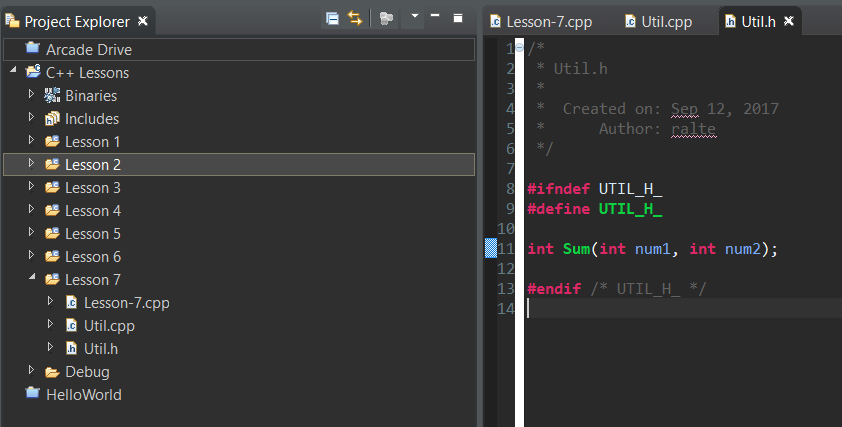 Project Explorer
Arcade Drive
C++ Lessons
Binaries
Includes
Lesson 1
Lesson 2
Lesson 3
Lesson 4
Lesson 5
Lesson 6
Lesson 7
Lesson-7.cpp
Util.cpp
Util.h
Debug
HelloWorld
Lesson-7.cpp Util.cpp Util.h
1 /*
2 * Util.h
3 *
4 *  Created on: Sep 12, 2017
5 *      Author: ralte
6 */
7
8 #ifndef UTIL_H_
9 #define UTIL_H_
10
11 int Sum(int num1, int num2);
12
13 #endif /* UTIL_H_ */
14